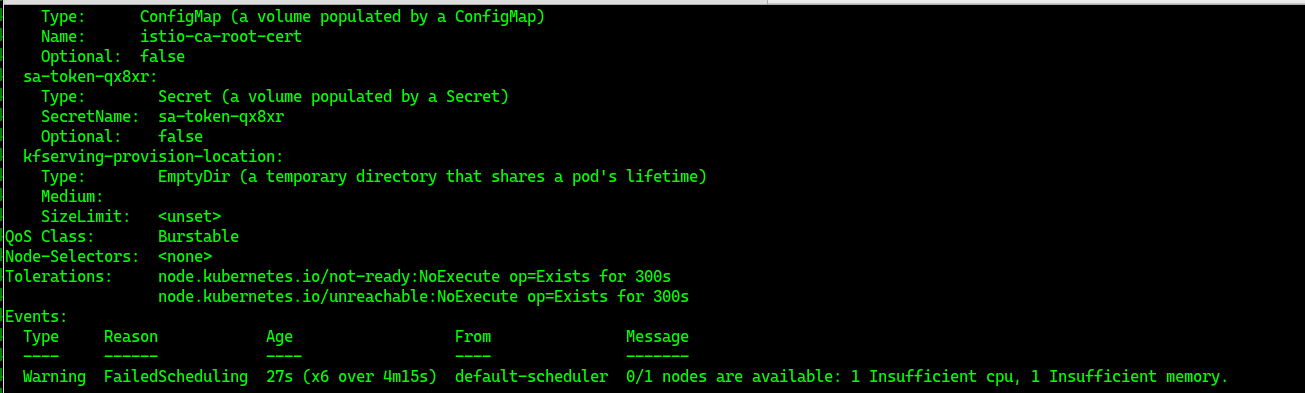 Type: ConfigMap (a volume populated by a ConfigMap)
Name: istio-ca-root-cert
Optional: false
sa-token-qx8xr:
Type: Secret (a volume populated by a Secret)
SecretName: sa-token-qx8xr
Optional: false
kfserving-provision-location:
Type: EmptyDir (a temporary directory that shares a pod's lifetime)
Medium:
SizeLimit: <unset>
QoS Class: Burstable
Node-Selectors: <none>
Tolerations: node.kubernetes.io/not-ready:NoExecute op=Exists for 300s
node.kubernetes.io/unreachable:NoExecute op=Exists for 300s
Events:
Type Reason Age From Message
---- ------ ---- ---- -------
Warning FailedScheduling 27s (x6 over 4m15s) default-scheduler 0/1 nodes are available: 1 Insufficient cpu, 1 Insufficient memory.